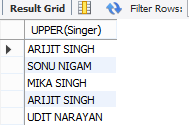 Result Grid Filter Rows:
UPPER(Singer)
ARIJIT SINGH
SONU NIGAM
MIKA SINGH
ARIJIT SINGH
UDIT NARAYAN